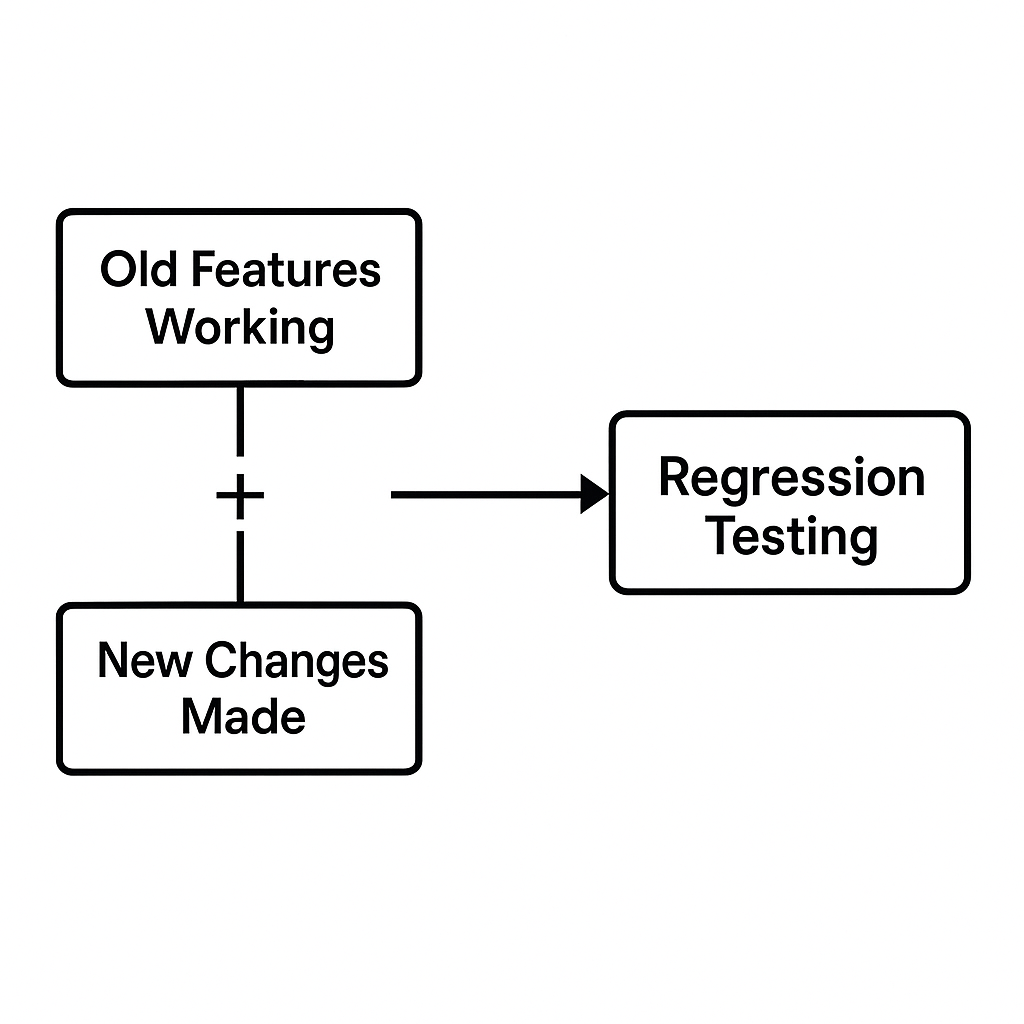 Old Features
Working
+
New Changes
Made
Regression
Testing